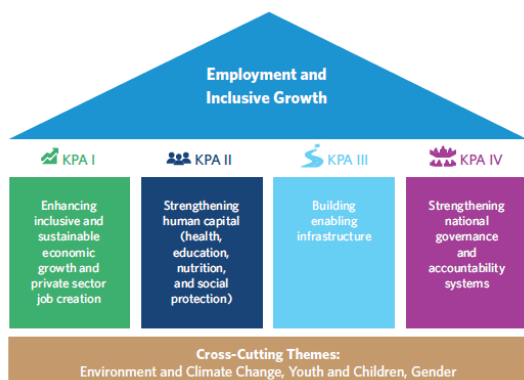 Employment and
Inclusive Growth
KPA I
KPA II
KPA III
KPA IV
Enhancing
inclusive and
sustainable
economic
growth and
private sector
job creation
Strengthening
human capital
(health,
education,
nutrition,
and social
protection)
Building
enabling
infrastructure
Strengthening
national
governance
and
accountability
systems
Cross-Cutting Themes:
Environment and Climate Change, Youth and Children, Gender